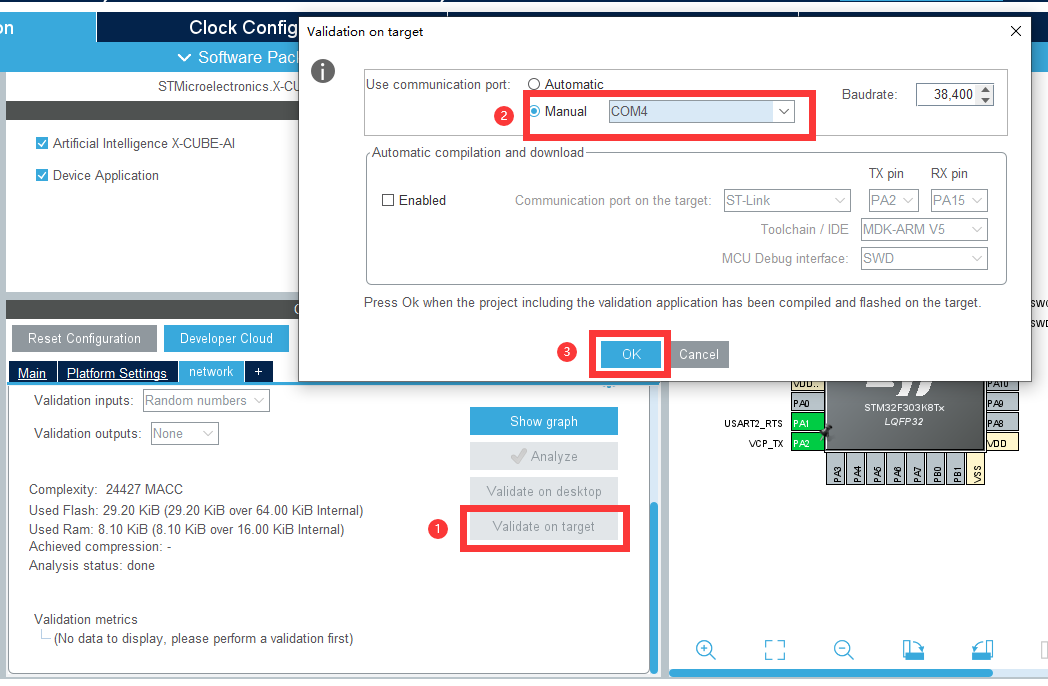 on
Clock Config
Software Pack
STMicroelectronics.X-CU
Artificial Intelligence X-CUBE-AI
Device Application
Validation on target
Use communication port:
Automatic
2
Manual
COM4
Baudrate:
38,400
Automatic compilation and download
TX pin
RX pin
Enabled
Communication port on the target:
ST-Link
PA2
PA15
Toolchain / IDE
MDK-ARM V5
MCU Debug interface:
SWD
Press Ok when the project including the validation application has been compiled and flashed on the target.
3
OK
Cancel
Reset Configuration
Developer Cloud
Main
Platform Settings
network
+
Validation inputs:
Random numbers
Validation outputs:
None
Show graph
Analyze
Validate on desktop
1
Validate on target
Complexity: 24427 MACC
Used Flash: 29.20 KiB (29.20 KiB over 64.00 KiB Internal)
Used Ram: 8.10 KiB (8.10 KiB over 16.00 KiB Internal)
Achieved compression: -
Analysis status: done
Validation metrics
(No data to display, please perform a validation first)
SWD
VDD..
PA0
USART2_RTS
PA1
VCP_TX
PA2
STM32F303K8Tx
LQFP32
PA10
PA9
PA8
VDD
PA3
PA4
PA5
PA6
PA7
PB0
PB1
VSS